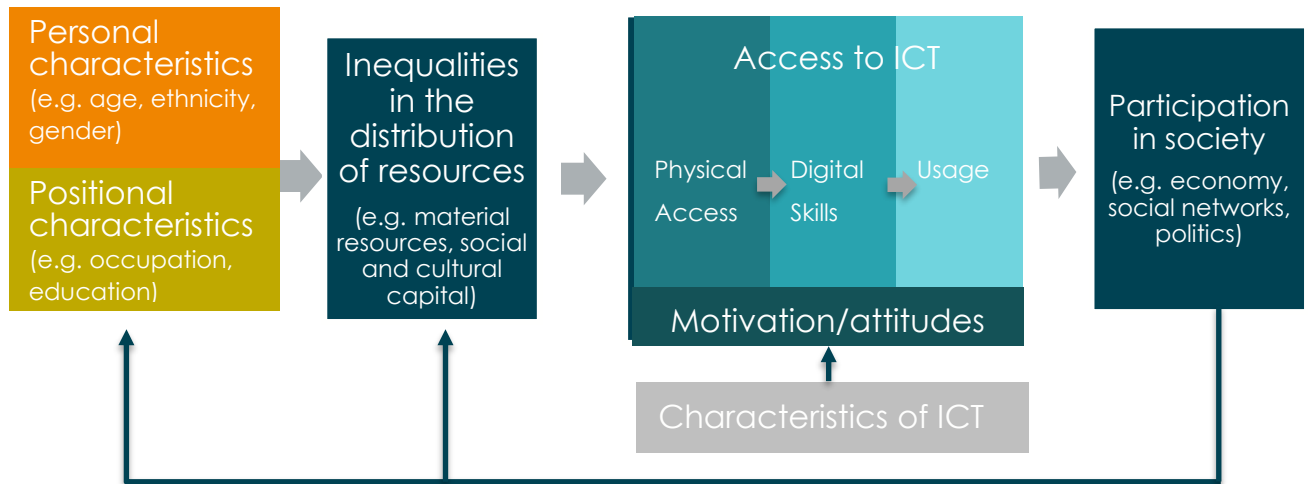 Personal
characteristics
(e.g. age, ethnicity,
gender)
Positional
characteristics
(e.g. occupation,
education)
Inequalities
in the
distribution
of resources
(e.g. material
resources, social
and cultural
capital)
Access to ICT
Physical
Access
Digital
Skills
Usage
Motivation/attitudes
Characteristics of ICT
Participation
in society
(e.g. economy,
social networks,
politics)